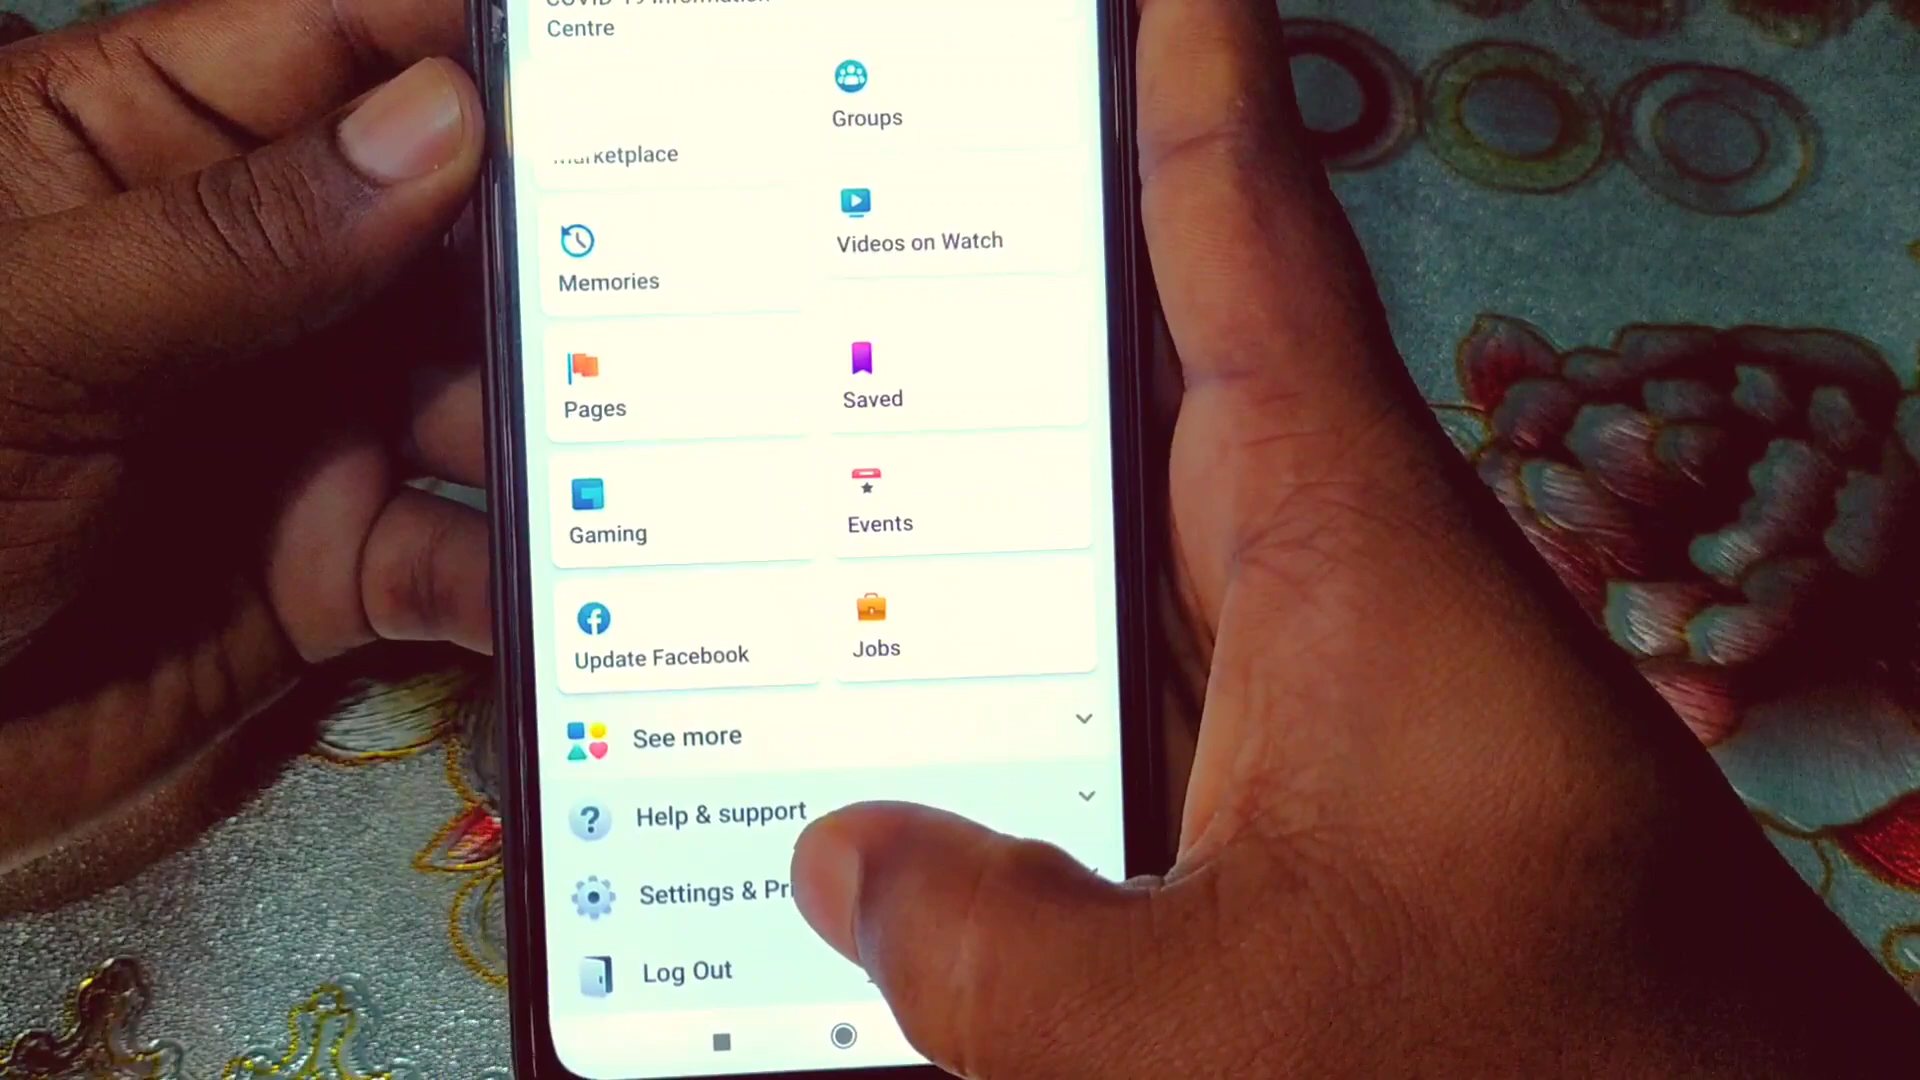 Centre
Groups
Memories
Videos on Watch
Pages
Saved
Gaming
Events
Update Facebook
Jobs
See more
Help & support
Settings &
Log Out